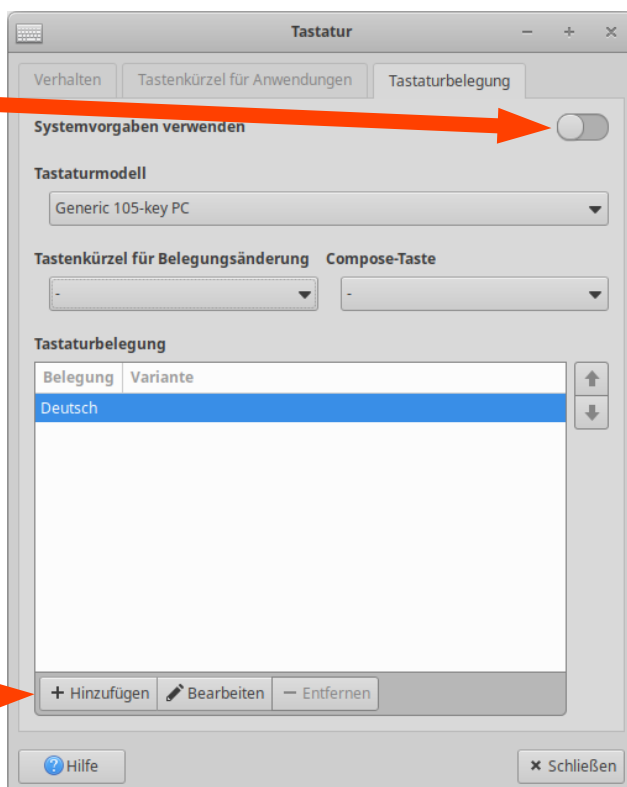 Tastatur
Verhalten Tastenkürzel für Anwendungen Tastaturbelegung
Systemvorgaben verwenden
Tastaturmodell
Generic 105-key PC
Tastenkürzel für Belegungsänderung Compose-Taste
- -
Tastaturbelegung
Belegung Variante
Deutsch
+ Hinzufügen Bearbeiten − Entfernen
? Hilfe × Schließen